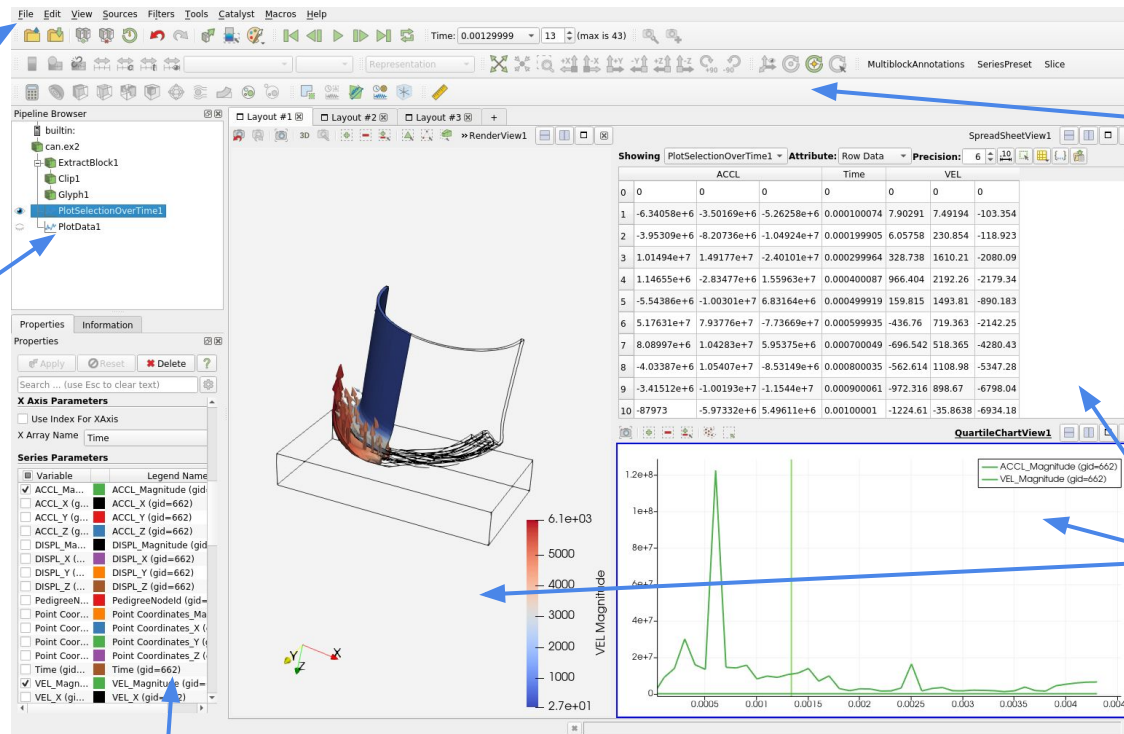 File Edit View Sources Filters Tools Catalyst Macros Help
Time: 0.00129999 13 (max is 43)
Representation +X -X +Y -Y +Z -Z +90 -90 MultiblockAnnotations SeriesPreset Slice
Pipeline Browser
builtin:
can.ex2
ExtractBlock1
Clip1
Glyph1
PlotSelectionOverTime1
PlotData1
Properties Information
Properties
Apply Reset Delete ?
Search ... (use Esc to clear text)
X Axis Parameters
Use Index For XAxis
X Array Name Time
Series Parameters
Variable Legend Name
ACCL_Ma... ACCL_Magnitude (gid=
ACCL_X (g... ACCL_X (gid=662)
ACCL_Y (g... ACCL_Y (gid=662)
ACCL_Z (g... ACCL_Z (gid=662)
DISPL_Ma... DISPL_Magnitude (gid
DISPL_X (... DISPL_X (gid=662)
DISPL_Y (... DISPL_Y (gid=662)
DISPL_Z (... DISPL_Z (gid=662)
PedigreeN... PedigreeNodeId (gid=
Point Coor... Point Coordinates_Ma
Point Coor... Point Coordinates_X (
Point Coor... Point Coordinates_Y (
Point Coor... Point Coordinates_Z (
Time (gid... Time (gid=662)
VEL_Magn... VEL_Magnitude (gid=
VEL_X (gi... VEL_X (gid=662)
Layout #1 Layout #2 Layout #3 +
3D »RenderView1
6.1e+03
5000
4000
3000
2000
1000
2.7e+01
Y X
Z
SpreadSheetView1
Showing PlotSelectionOverTime1 Attribute: Row Data Precision: 6
ACCL Time VEL
0 0 0 0 0 0 0 0
1 -6.34058e+6 -3.50169e+6 -5.26258e+6 0.000100074 7.90291 7.49194 -103.354
2 -3.95309e+6 -8.20736e+6 -1.04924e+7 0.000199905 6.05758 230.854 -118.923
3 1.01494e+7 1.49177e+7 -2.40101e+7 0.000299964 328.738 1610.21 -2080.09
4 1.14655e+7 -2.83477e+6 1.55963e+7 0.000400087 966.404 2192.26 -2179.34
5 -5.54386e+6 -1.00301e+7 6.83164e+6 0.000499919 159.815 1493.81 -890.183
6 5.17631e+7 7.93776e+7 -7.73669e+7 0.000599935 -436.76 719.363 -2142.25
7 8.08997e+6 1.04283e+7 5.95375e+6 0.000700049 -696.542 518.365 -4280.43
8 -4.03387e+6 1.05407e+7 -8.53149e+6 0.000800035 -562.614 1108.98 -5347.28
9 -3.41512e+6 -1.00193e+7 -1.1544e+7 0.000900061 -972.316 898.67 -6798.04
10 -87973 -5.97332e+6 5.49611e+6 0.00100001 -1224.61 -35.8638 -6934.18
QuartileChartView1
ACCL_Magnitude (gid=662)
VEL_Magnitude (gid=662)
VEL Magnitude
1.2e+8
1e+8
8e+7
6e+7
4e+7
2e+7
0
0.0005 0.001 0.0015 0.002 0.0025 0.003 0.0035 0.004 0.004